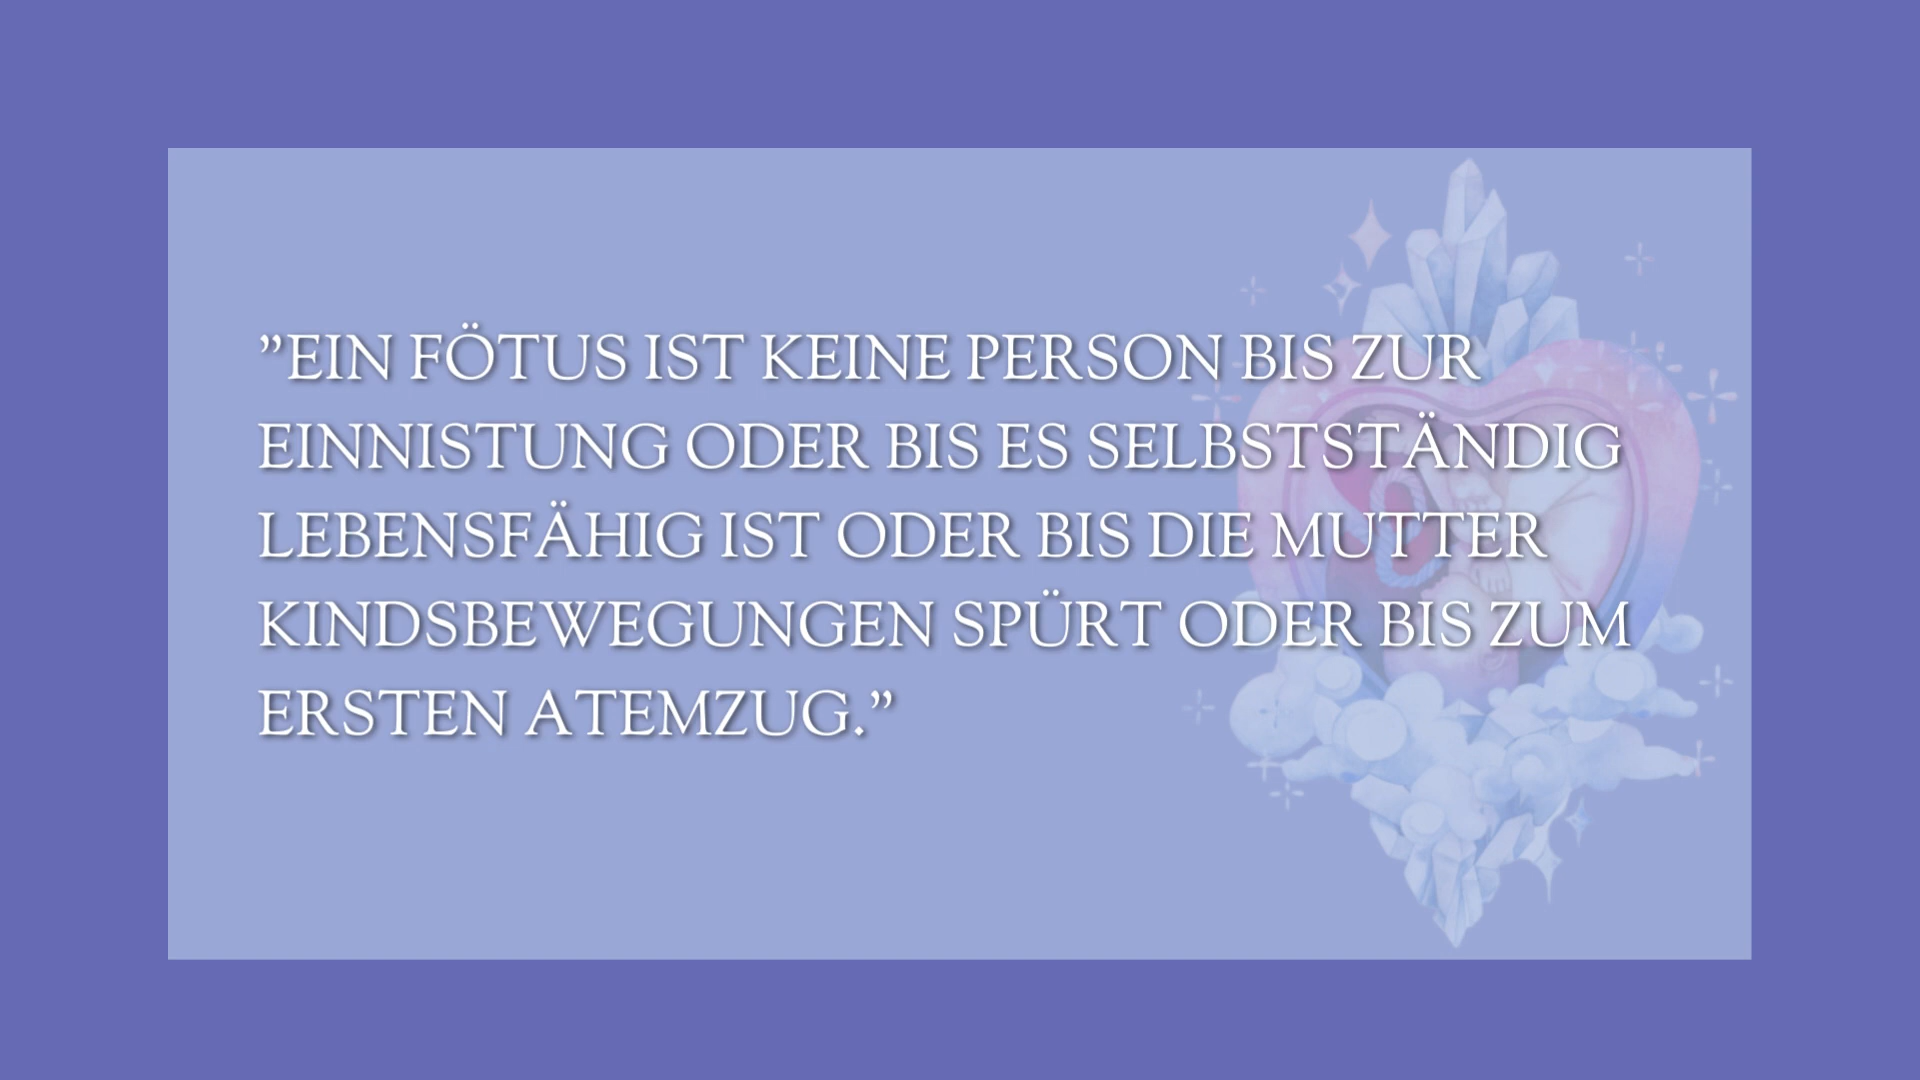 ”EIN FÖTUS IST KEINE PERSON BIS ZUR
EINNISTUNG ODER BIS ES SELBSTSTÄNDIG
LEBENSFÄHIG IST ODER BIS DIE MUTTER
KINDSBEWEGUNGEN SPÜRT ODER BIS ZUM
ERSTEN ATEMZUG.”